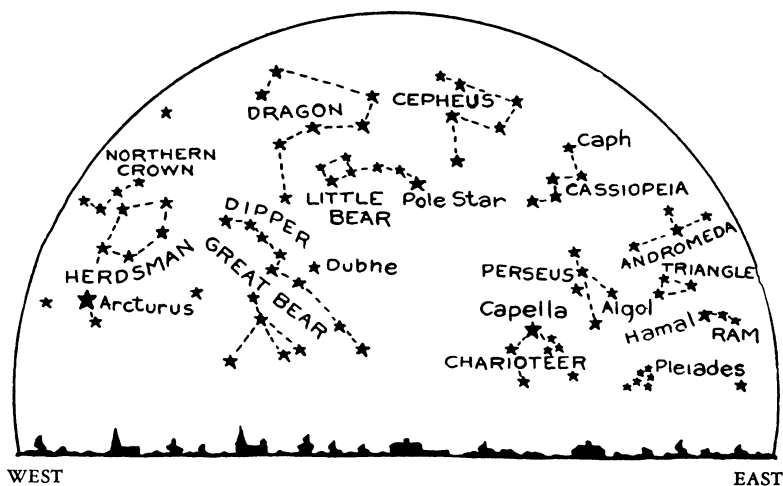 DRAGON
CEPHEUS
Caph
NORTHERN
CROWN
CASSIOPEIA
LITTLE
BEAR
Pole Star
DIPPER
ANDROMEDA
GREAT BEAR
HERDSMAN
Dubhe
PERSEUS
TRIANGLE
Arcturus
Capella
Algol
Hamal
RAM
CHARIOTEER
Pleiades
WEST
EAST